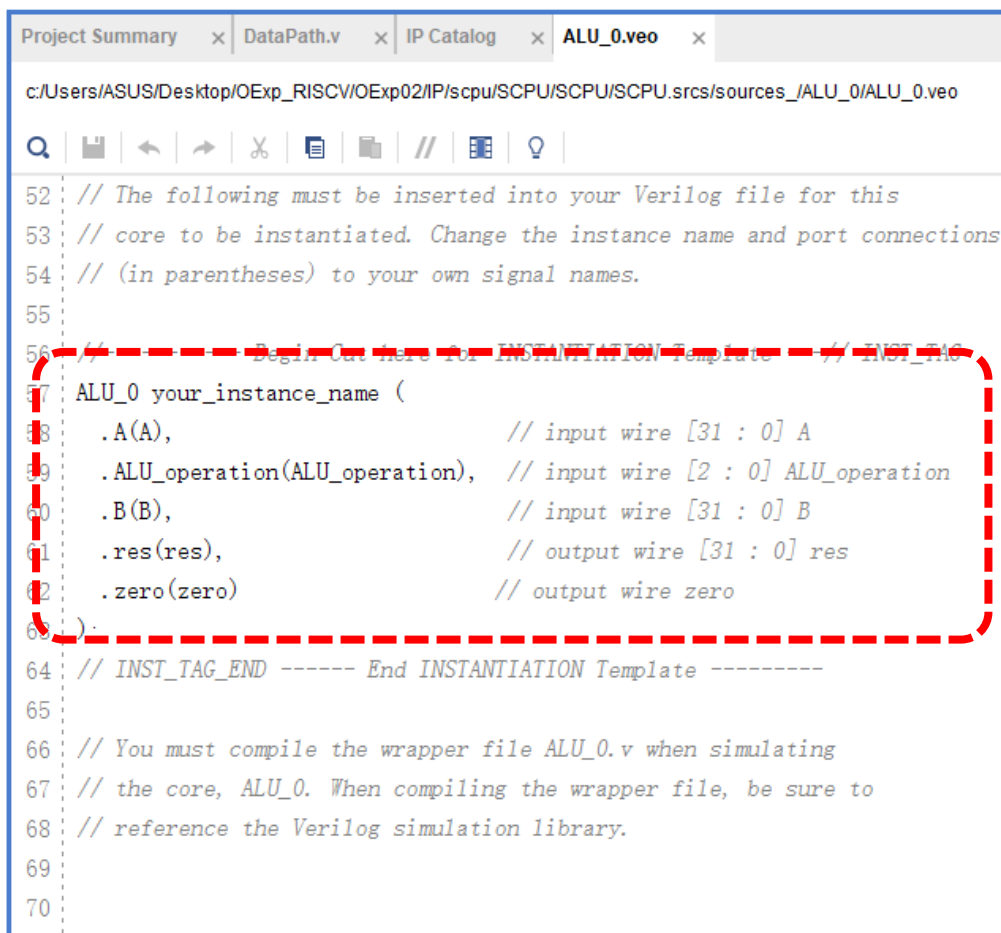 Project Summary × DataPath.v × IP Catalog × ALU_0.veo ×
c:/Users/ASUS/Desktop/OExp_RISCV/OExp02/IP/scpu/SCPU/SCPU/SCPU.srcs/sources_/ALU_0/ALU_0.veo
52 // The following must be inserted into your Verilog file for this
53 // core to be instantiated. Change the instance name and port connections
54 // (in parentheses) to your own signal names.
55
56 //----------- Begin Cut here for INSTANTIATION Template ---// INST_TAG
57 ALU_0 your_instance_name (
58 .A(A), // input wire [31 : 0] A
59 .ALU_operation(ALU_operation), // input wire [2 : 0] ALU_operation
60 .B(B), // input wire [31 : 0] B
61 .res(res), // output wire [31 : 0] res
62 .zero(zero) // output wire zero
63 );
64 // INST_TAG_END ------ End INSTANTIATION Template ---------
65
66 // You must compile the wrapper file ALU_0.v when simulating
67 // the core, ALU_0. When compiling the wrapper file, be sure to
68 // reference the Verilog simulation library.
69
70